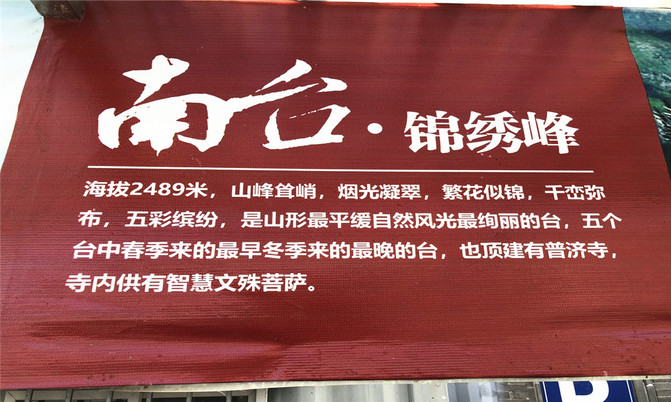 南台·锦绣峰
海拔2489米，山峰耸峭，烟光凝翠，繁花似锦，千峦弥
布，五彩缤纷，是山形最平缓自然风光最绚丽的台，五个
台中春季来的最早冬季来的最晚的台，也顶建有普济寺，
寺内供有智慧文殊菩萨。